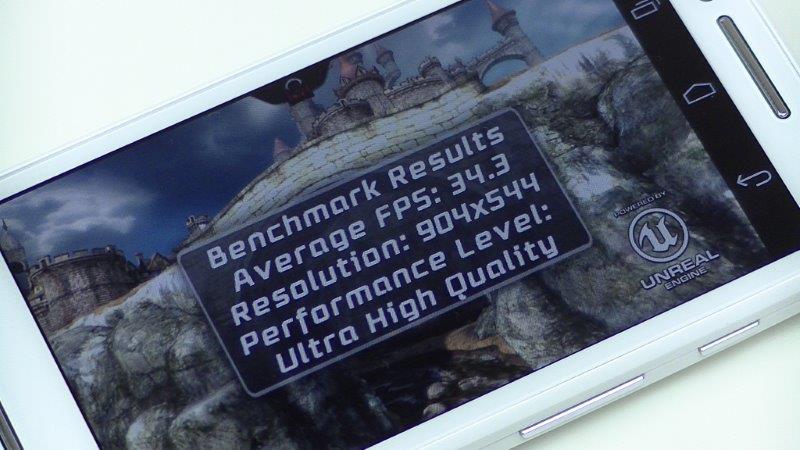 Benchmark Results
Average FPS: 34.3
Resolution: 904x544
Performance Level:
Ultra High Quality
POWERED BY
UNREAL
ENGINE